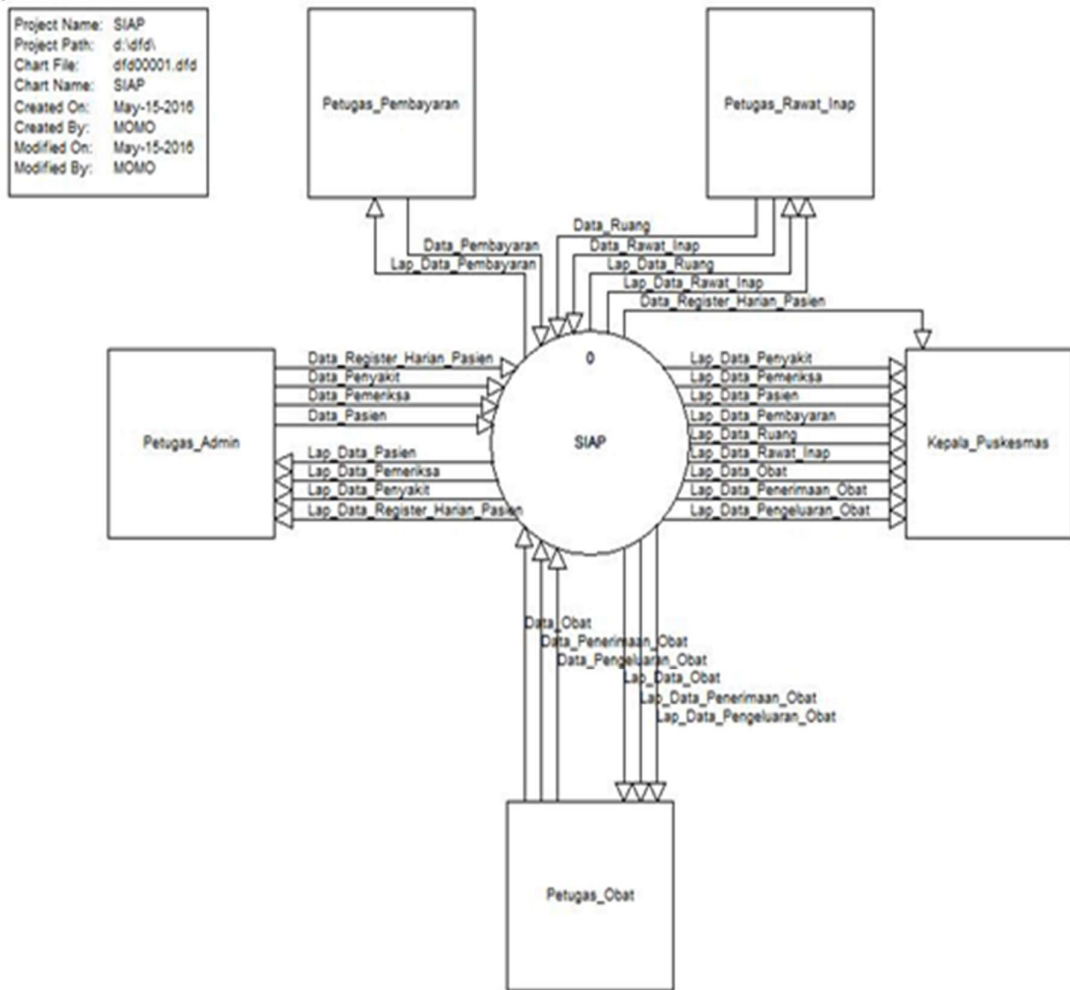 Project Name: SIAP
Project Path: d:\dfd\
Chart File: dfd00001.dfd
Chart Name: SIAP
Created On: May-15-2016
Created By: MOMO
Modified On: May-15-2016
Modified By: MOMO
Petugas_Pembayaran
Petugas_Rawat_Inap
Data_Ruang
Data_Pembayaran
Data_Rawat_Inap
Lap_Data_Pembayaran
Lap_Data_Ruang
Lap_Data_Rawat_Inap
Data_Register_Harian_Pasien
Petugas_Admin
Data_Register_Harian_Pasien
Data_Penyakit
Data_Pemeriksa
Data_Pasien
Lap_Data_Pasien
Lap_Data_Pemeriksa
Lap_Data_Penyakit
Lap_Data_Register_Harian_Pasien
0
SIAP
Lap_Data_Penyakit
Lap_Data_Pemeriksa
Lap_Data_Pasien
Lap_Data_Pembayaran
Lap_Data_Ruang
Lap_Data_Rawat_Inap
Lap_Data_Obat
Lap_Data_Penerimaan_Obat
Lap_Data_Pengeluaran_Obat
Kepala_Puskesmas
Data_Obat
Data_Penerimaan_Obat
Data_Pengeluaran_Obat
Lap_Data_Obat
Lap_Data_Penerimaan_Obat
Lap_Data_Pengeluaran_Obat
Petugas_Obat